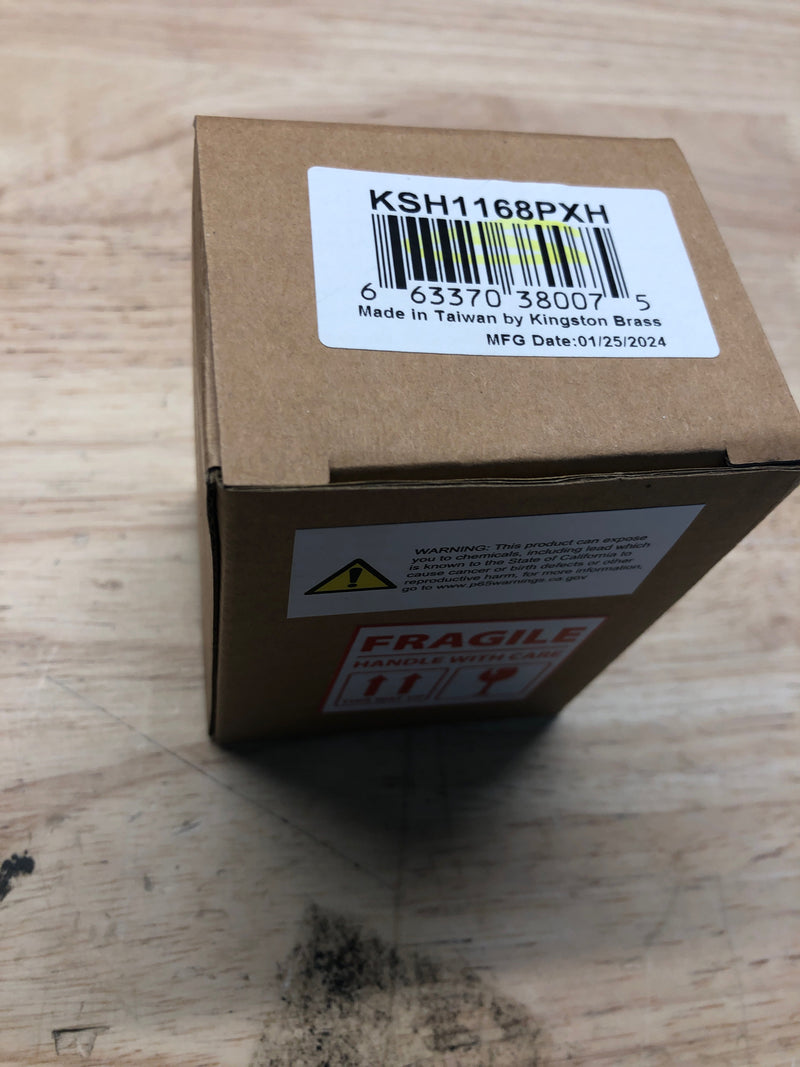 KSH1168PXH
6 63370 38007 5
Made in Taiwan by Kingston Brass
MFG Date:01/25/2024
WARNING: This product can expose
you to chemicals, including lead which
is known to the State of California to
cause cancer or birth defects or other
reproductive harm, for more information,
go to www.p65warnings.ca.gov
FRAGILE
HANDLE WITH CARE
THIS WAY UP